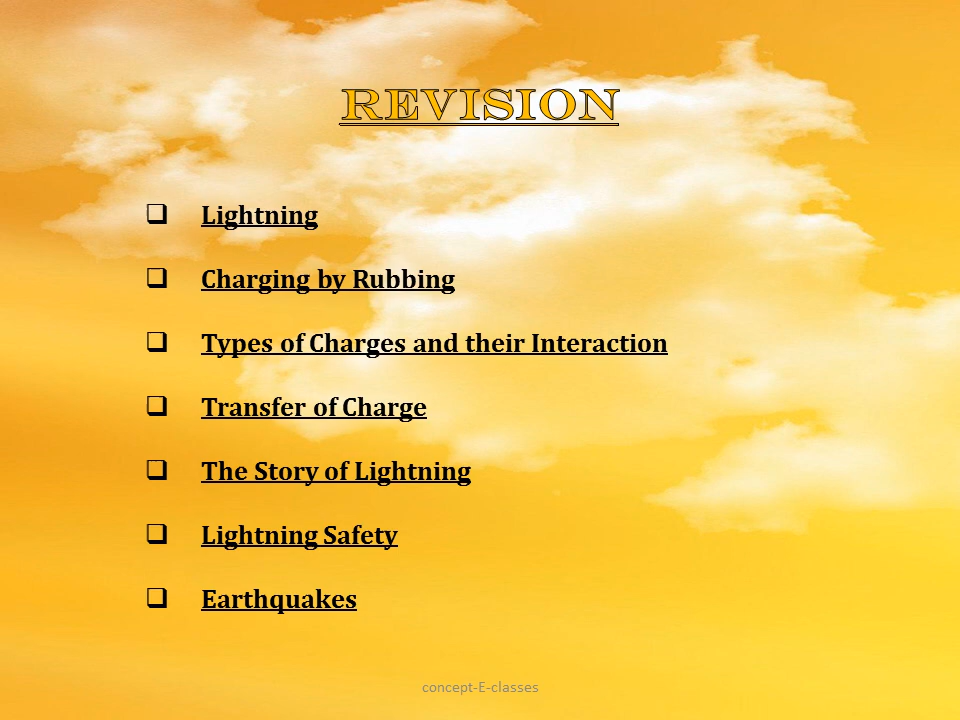 REVISION
❑ Lightning
❑ Charging by Rubbing
❑ Types of Charges and their Interaction
❑ Transfer of Charge
❑ The Story of Lightning
❑ Lightning Safety
❑ Earthquakes
concept-E-classes